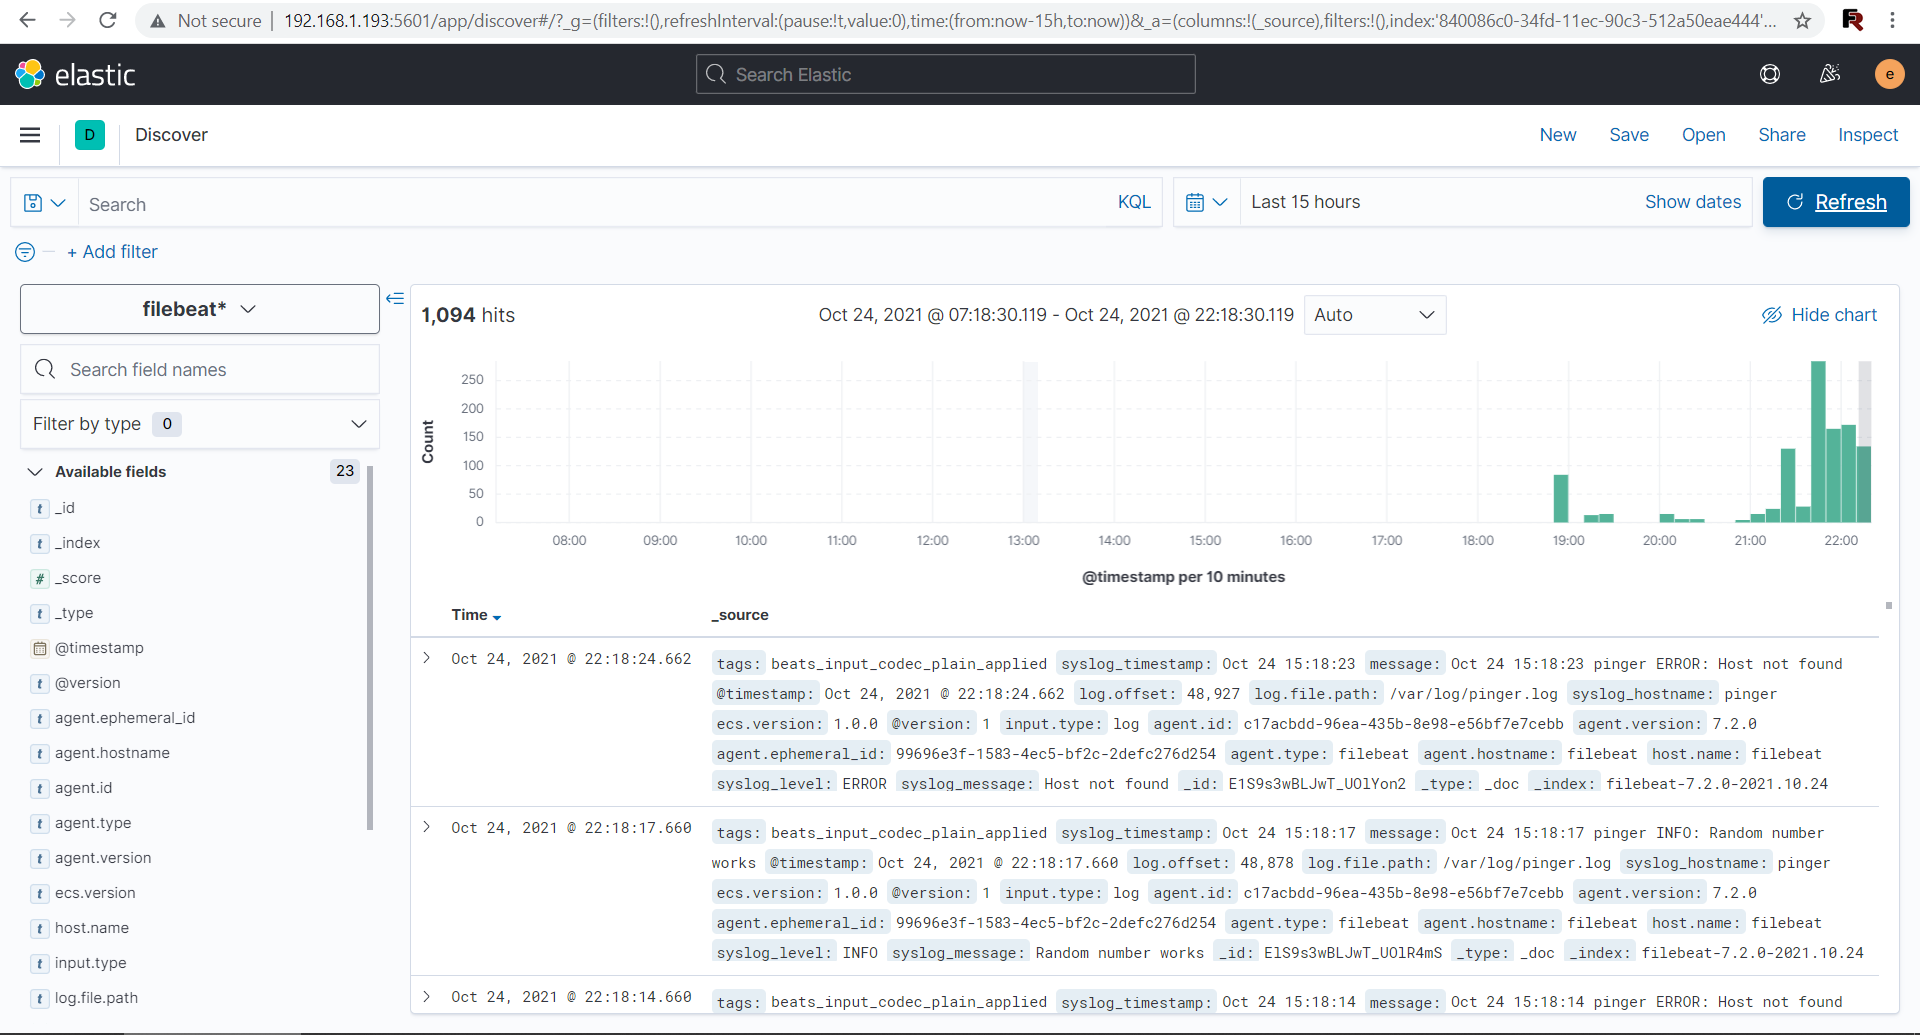 Not secure | 192.168.1.193:5601/app/discover#/?_g=(filters:!(),refreshInterval:(pause:!t,value:0),time:(from:now-15h,to:now))&_a=(columns:!(_source),filters:!(),index:'840086c0-34fd-11ec-90c3-512a50eae444'...
elastic
Search Elastic
e
D
Discover
New Save Open Share Inspect
Search
KQL
Last 15 hours
Show dates
Refresh
+ Add filter
filebeat*
Search field names
Filter by type 0
Available fields 23
t _id
t _index
# _score
t _type
@timestamp
t @version
t agent.ephemeral_id
t agent.hostname
t agent.id
t agent.type
t agent.version
t ecs.version
t host.name
t input.type
t log.file.path
1,094 hits
Oct 24, 2021 @ 07:18:30.119 - Oct 24, 2021 @ 22:18:30.119
Auto
Hide chart
Count
250
200
150
100
50
0
08:00 09:00 10:00 11:00 12:00 13:00 14:00 15:00 16:00 17:00 18:00 19:00 20:00 21:00 22:00
@timestamp per 10 minutes
Time _source
Oct 24, 2021 @ 22:18:24.662
tags: beats_input_codec_plain_applied syslog_timestamp: Oct 24 15:18:23 message: Oct 24 15:18:23 pinger ERROR: Host not found
@timestamp: Oct 24, 2021 @ 22:18:24.662 log.offset: 48,927 log.file.path: /var/log/pinger.log syslog_hostname: pinger
ecs.version: 1.0.0 @version: 1 input.type: log agent.id: c17acbdd-96ea-435b-8e98-e56bf7e7cebb agent.version: 7.2.0
agent.ephemeral_id: 99696e3f-1583-4ec5-bf2c-2defc276d254 agent.type: filebeat agent.hostname: filebeat host.name: filebeat
syslog_level: ERROR syslog_message: Host not found _id: E1S9s3wBLJwT_UOlYon2 _type: _doc _index: filebeat-7.2.0-2021.10.24
Oct 24, 2021 @ 22:18:17.660
tags: beats_input_codec_plain_applied syslog_timestamp: Oct 24 15:18:17 message: Oct 24 15:18:17 pinger INFO: Random number
works @timestamp: Oct 24, 2021 @ 22:18:17.660 log.offset: 48,878 log.file.path: /var/log/pinger.log syslog_hostname: pinger
ecs.version: 1.0.0 @version: 1 input.type: log agent.id: c17acbdd-96ea-435b-8e98-e56bf7e7cebb agent.version: 7.2.0
agent.ephemeral_id: 99696e3f-1583-4ec5-bf2c-2defc276d254 agent.type: filebeat agent.hostname: filebeat host.name: filebeat
syslog_level: INFO syslog_message: Random number works _id: ElS9s3wBLJwT_UOlR4mS _type: _doc _index: filebeat-7.2.0-2021.10.24
Oct 24, 2021 @ 22:18:14.660
tags: beats_input_codec_plain_applied syslog_timestamp: Oct 24 15:18:14 message: Oct 24 15:18:14 pinger ERROR: Host not found